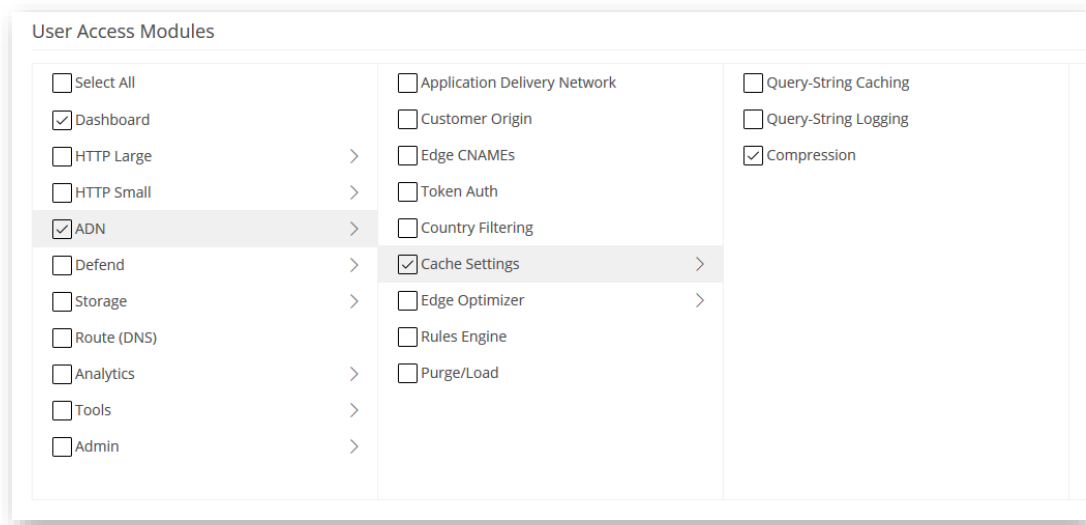 User Access Modules
Select All
Dashboard
HTTP Large
HTTP Small
ADN
Defend
Storage
Route (DNS)
Analytics
Tools
Admin
Application Delivery Network
Customer Origin
Edge CNAMEs
Token Auth
Country Filtering
Cache Settings
Edge Optimizer
Rules Engine
Purge/Load
Query-String Caching
Query-String Logging
Compression